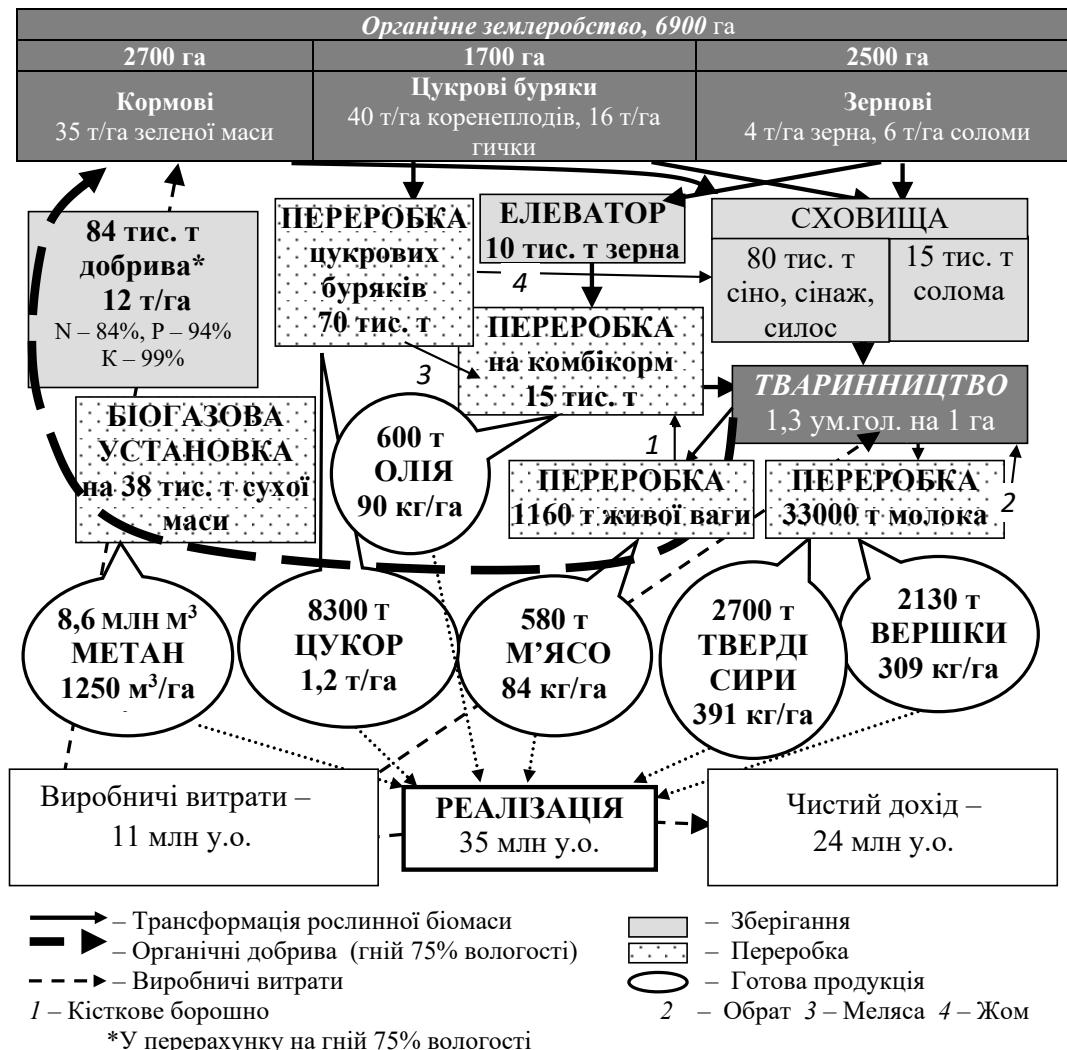 Органічне землеробство, 6900 га
2700 га
1700 га
2500 га
Кормові
35 т/га зеленої маси
Цукрові буряки
40 т/га коренеплодів, 16 т/га
гички
Зернові
4 т/га зерна, 6 т/га соломи
84 тис. т
добрива*
12 т/га
N – 84%, P – 94%
K – 99%
ПЕРЕРОБКА
цукрових
буряків
70 тис. т
ЕЛЕВАТОР
10 тис. т зерна
СХОВИЩА
80 тис. т
сіно, сінаж,
силос
15 тис. т
солома
4
ПЕРЕРОБКА
на комбікорм
15 тис. т
3
ТВАРИННИЦТВО
1,3 ум.гол. на 1 га
БІОГАЗОВА
УСТАНОВКА
на 38 тис. т сухої
маси
600 т
ОЛІЯ
90 кг/га
1
ПЕРЕРОБКА
1160 т живої ваги
ПЕРЕРОБКА
33000 т молока
2
8,6 млн м³
МЕТАН
1250 м³/га
8300 т
ЦУКОР
1,2 т/га
580 т
М’ЯСО
84 кг/га
2700 т
ТВЕРДІ
СИРИ
391 кг/га
2130 т
ВЕРШКИ
309 кг/га
Виробничі витрати –
11 млн у.о.
РЕАЛІЗАЦІЯ
35 млн у.о.
Чистий дохід –
24 млн у.о.
– Трансформація рослинної біомаси
– Органічні добрива (гній 75% вологості)
– Виробничі витрати
1 – Кісткове борошно
*У перерахунку на гній 75% вологості
– Зберігання
– Переробка
– Готова продукція
2 – Обрат 3 – Меляса 4 – Жом